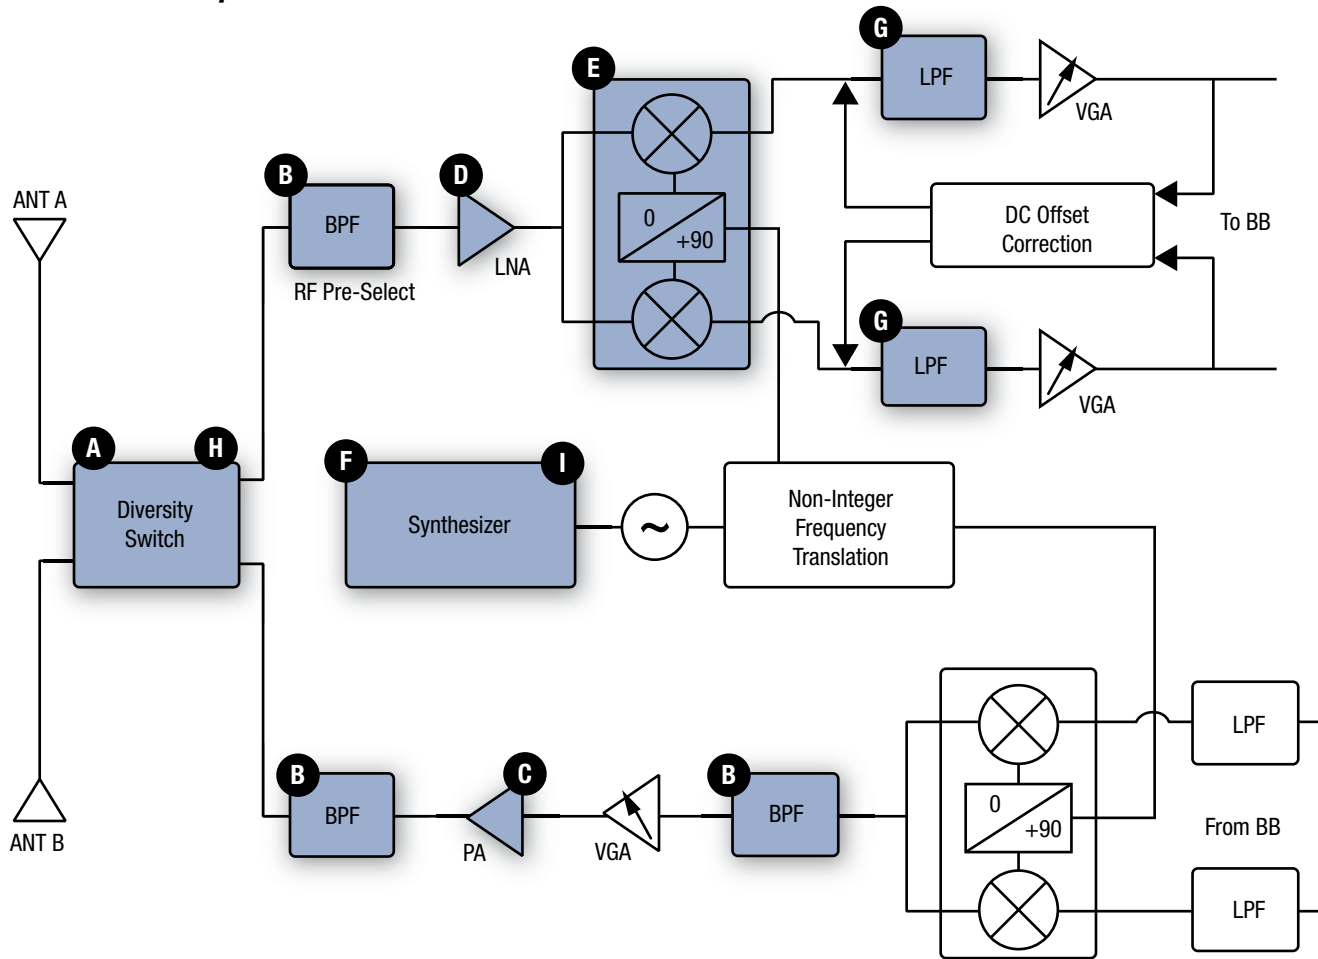 G
LPF
VGA
E
B
BPF
RF Pre-Select
D
LNA
0
+90
ANT A
DC Offset
Correction
To BB
G
LPF
VGA
A
H
Diversity
Switch
F
I
Synthesizer
~
Non-Integer
Frequency
Translation
B
BPF
C
PA
VGA
B
BPF
0
+90
LPF
From BB
LPF
ANT B